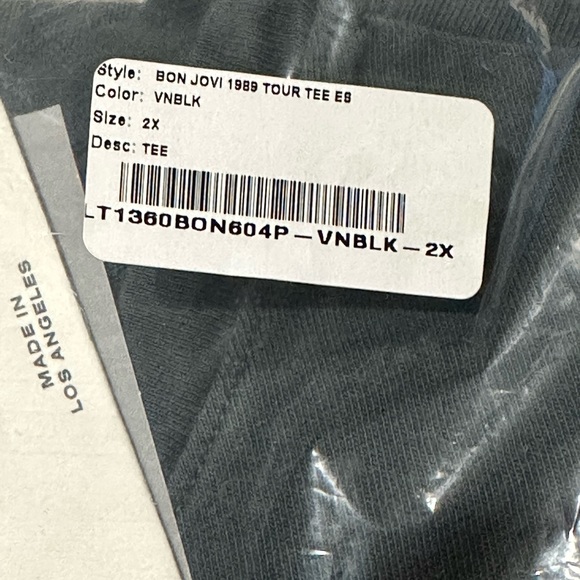 Style: BON JOVI 1989 TOUR TEE ES
Color: VNBLK
Size: 2X
Desc: TEE
LT1360BON604P-VNBLK-2X
MADE IN
LOS ANGELES